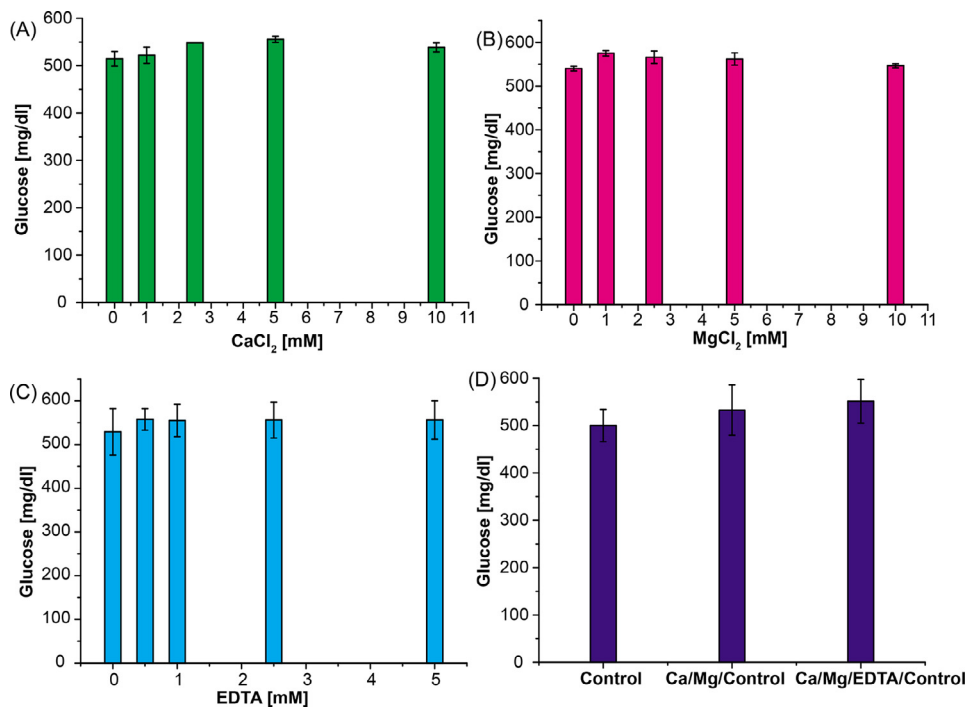 (A)
Glucose [mg/dl]
600
500
400
300
200
100
0
0 1 2 3 4 5 6 7 8 9 10 11
CaCl₂ [mM]
(B)
Glucose [mg/dl]
600
500
400
300
200
100
0
0 1 2 3 4 5 6 7 8 9 10 11
MgCl₂ [mM]
(C)
Glucose [mg/dl]
600
500
400
300
200
100
0
0 1 2 3 4 5
EDTA [mM]
(D)
Glucose [mg/dl]
600
500
400
300
200
100
0
Control Ca/Mg/Control Ca/Mg/EDTA/Control